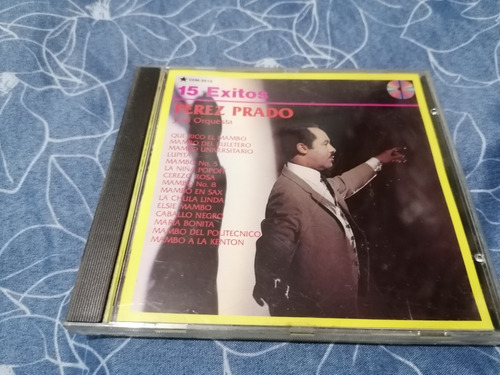 15 Exitos
PEREZ PRADO
Orquesta
QUE RICO EL MAMBO
MAMBO DEL RULETERO
MAMBO UNIVERSITARIO
LUPITA
MAMBO No. 5
LA NIÑA POPOF
CEREZO ROSA
MAMBO No. 8
MAMBO EN SAX
LA CHULA LINDA
ELSIE MAMBO
CABALLO NEGRO
MARIA BONITA
MAMBO DEL POLITECNICO
MAMBO A LA KENTON